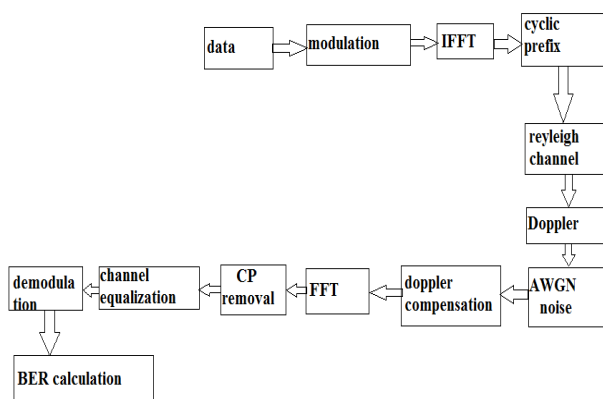 data
modulation
IFFT
cyclic
prefix
reyleigh
channel
Doppler
AWGN
noise
doppler
compensation
FFT
CP
removal
channel
equalization
demodula
tion
BER calculation